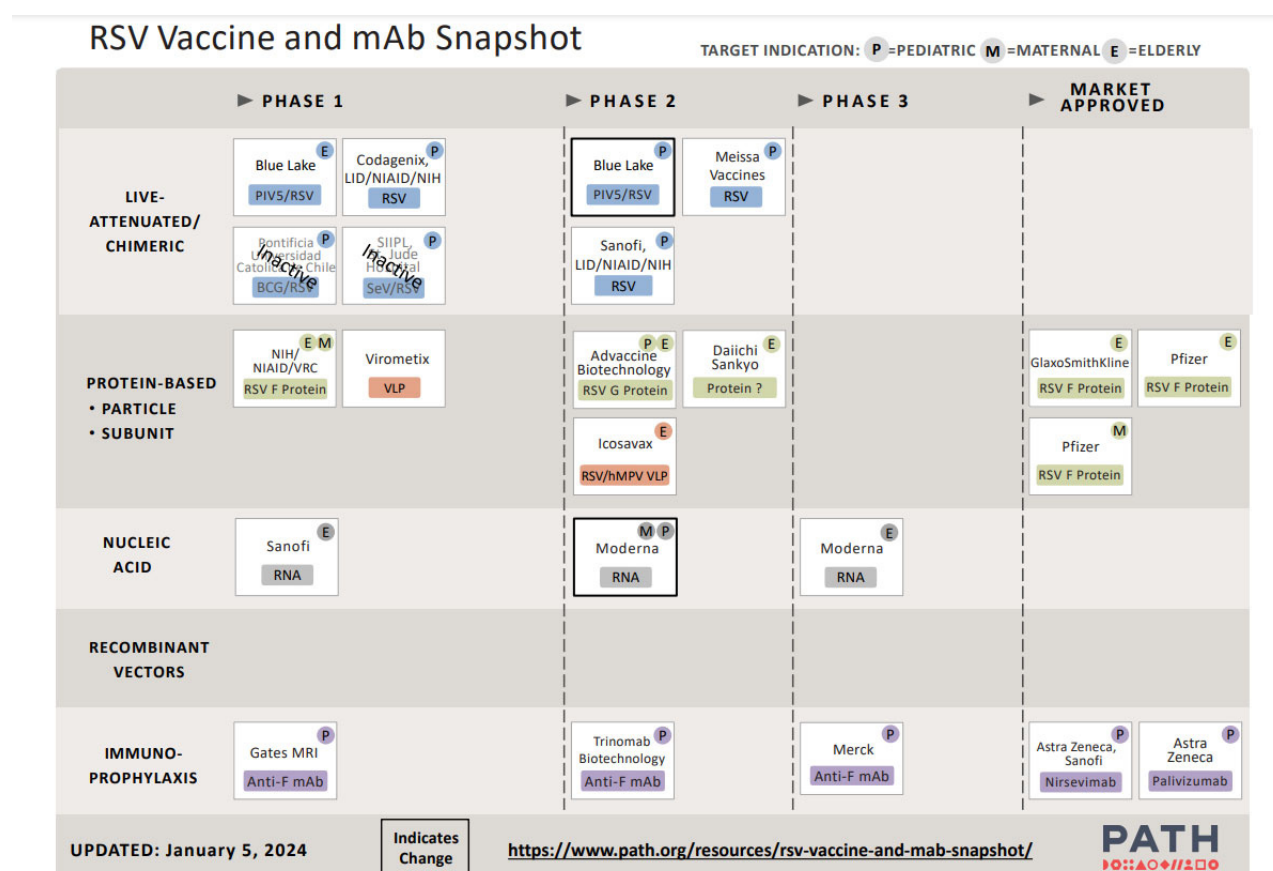 RSV Vaccine and mAb Snapshot
TARGET INDICATION: P =PEDIATRIC M =MATERNAL E =ELDERLY
► PHASE 1
► PHASE 2
► PHASE 3
► MARKET
APPROVED
LIVE-
ATTENUATED/
CHIMERIC
E
Blue Lake
PIV5/RSV
P
Codagenix,
LID/NIAID/NIH
RSV
P
Pontificia
Universidad
Catolica de Chile
Inactive
BCG/RSV
P
SIIPL,
St. Jude
Hospital
Inactive
SeV/RSV
P
Blue Lake
PIV5/RSV
P
Meissa
Vaccines
RSV
P
Sanofi,
LID/NIAID/NIH
RSV
PROTEIN-BASED
• PARTICLE
• SUBUNIT
E M
NIH/
NIAID/VRC
RSV F Protein
Virometix
VLP
P E
Advaccine
Biotechnology
RSV G Protein
E
Daiichi
Sankyo
Protein ?
E
Icosavax
RSV/hMPV VLP
E
GlaxoSmithKline
RSV F Protein
E
Pfizer
RSV F Protein
M
Pfizer
RSV F Protein
NUCLEIC
ACID
E
Sanofi
RNA
M P
Moderna
RNA
E
Moderna
RNA
RECOMBINANT
VECTORS
IMMUNO-
PROPHYLAXIS
P
Gates MRI
Anti-F mAb
P
Trinomab
Biotechnology
Anti-F mAb
P
Merck
Anti-F mAb
P
Astra Zeneca,
Sanofi
Nirsevimab
P
Astra
Zeneca
Palivizumab
UPDATED: January 5, 2024
Indicates
Change
https://www.path.org/resources/rsv-vaccine-and-mab-snapshot/
PATH